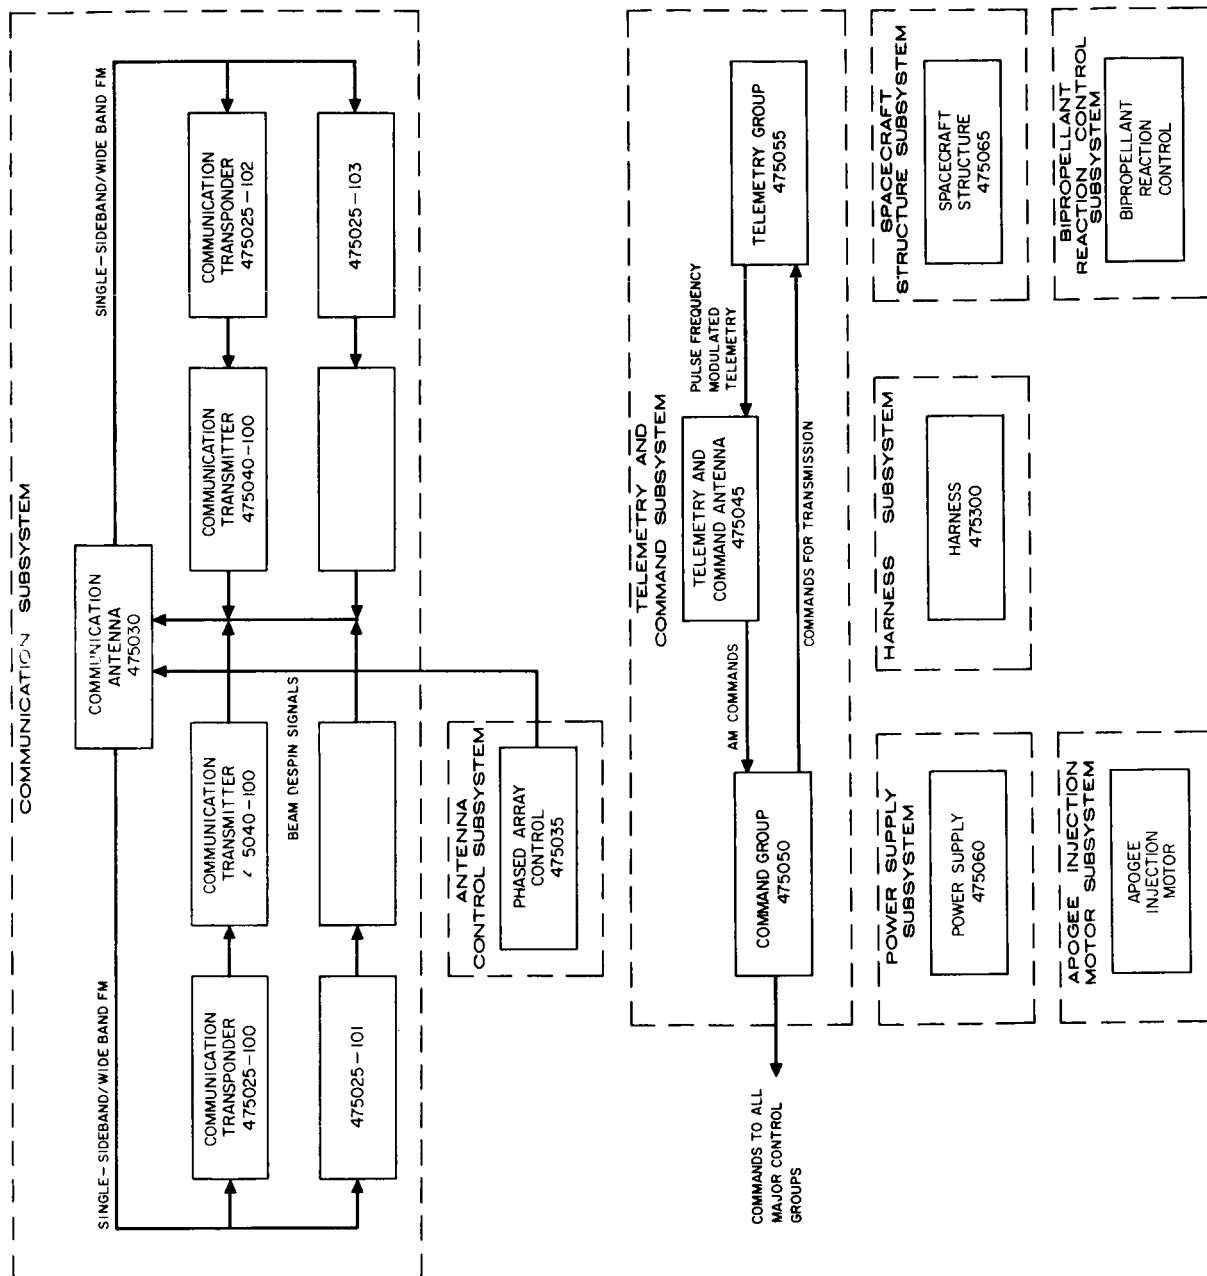 COMMUNICATION SUBSYSTEM
SINGLE-SIDEBAND/WIDE BAND FM
SINGLE-SIDEBAND/WIDE BAND FM
COMMUNICATION
ANTENNA
475030
COMMUNICATION
TRANSPONDER
475025-100
COMMUNICATION
TRANSMITTER
5040-100
COMMUNICATION
TRANSMITTER
475040-100
COMMUNICATION
TRANSPONDER
475025-102
BEAM DESPIN SIGNALS
475025-101
475025-103
ANTENNA
CONTROL SUBSYSTEM
PHASED ARRAY
CONTROL
475035
TELEMETRY AND
COMMAND SUBSYSTEM
COMMANDS TO ALL
MAJOR CONTROL
GROUPS
COMMAND GROUP
475050
AM COMMANDS
TELEMETRY AND
COMMAND ANTENNA
475045
PULSE FREQUENCY
MODULATED
TELEMETRY
TELEMETRY GROUP
475055
COMMANDS FOR TRANSMISSION
POWER SUPPLY
SUBSYSTEM
POWER SUPPLY
475060
HARNESS SUBSYSTEM
HARNESS
475300
SPACECRAFT
STRUCTURE SUBSYSTEM
SPACECRAFT
STRUCTURE
475065
APOGEE INJECTION
MOTOR SUBSYSTEM
APOGEE
INJECTION
MOTOR
BIPROPELLANT
REACTION CONTROL
SUBSYSTEM
BIPROPELLANT
REACTION
CONTROL